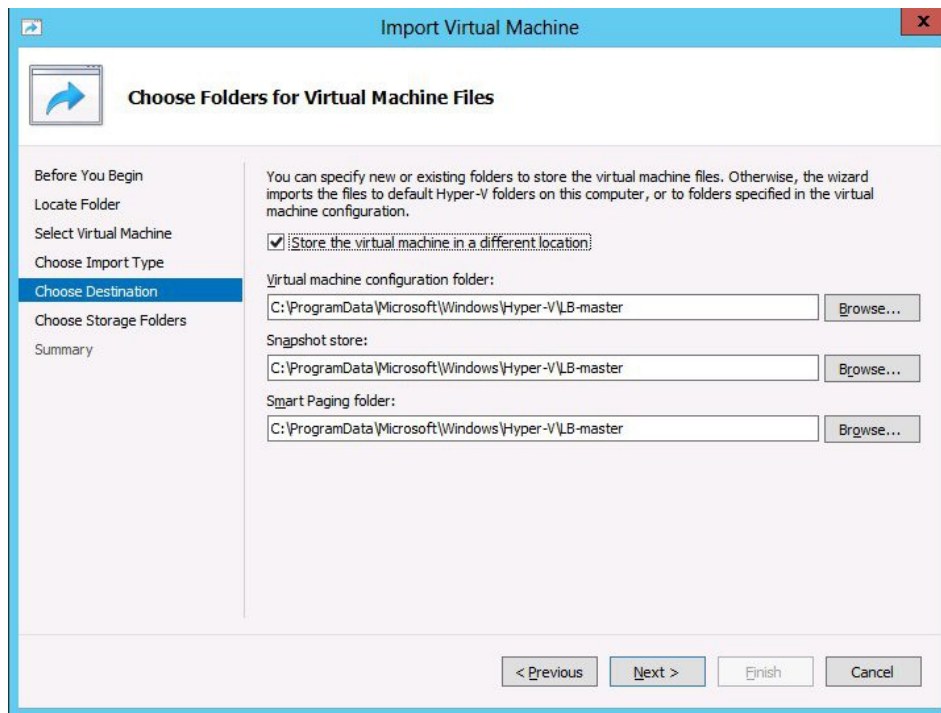 Import Virtual Machine
x
Choose Folders for Virtual Machine Files
Before You Begin
Locate Folder
Select Virtual Machine
Choose Import Type
Choose Destination
Choose Storage Folders
Summary
You can specify new or existing folders to store the virtual machine files. Otherwise, the wizard
imports the files to default Hyper-V folders on this computer, or to folders specified in the virtual
machine configuration.
Store the virtual machine in a different location
Virtual machine configuration folder:
C:\ProgramData\Microsoft\Windows\Hyper-V\LB-master
Browse...
Snapshot store:
C:\ProgramData\Microsoft\Windows\Hyper-V\LB-master
Browse...
Smart Paging folder:
C:\ProgramData\Microsoft\Windows\Hyper-V\LB-master
Browse...
< Previous
Next >
Finish
Cancel